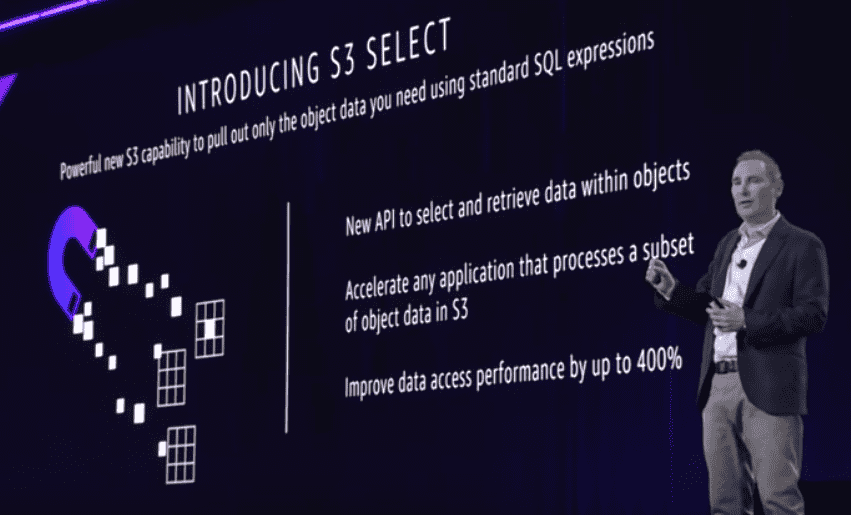 INTRODUCING S3 SELECT
Powerful new S3 capability to pull out only the object data you need using standard SQL expressions
New API to select and retrieve data within objects
Accelerate any application that processes a subset
of object data in S3
Improve data access performance by up to 400%